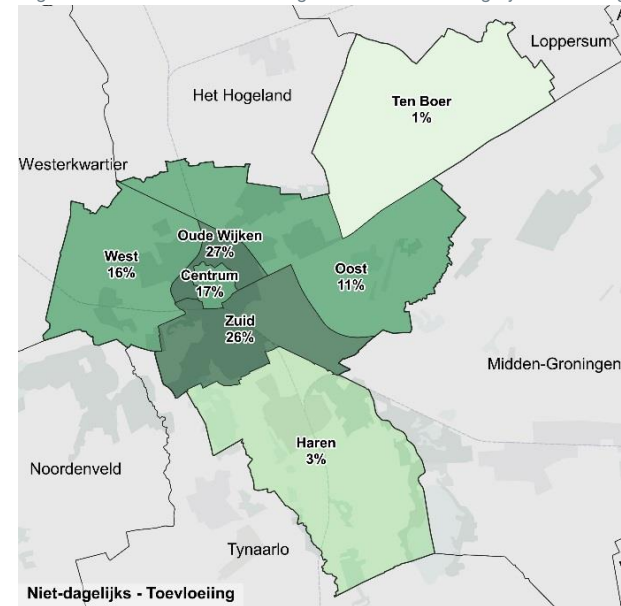 Loppersum
Het Hogeland
Ten Boer
1%
Westerkwartier
Oude Wijken
27%
West
16%
Centrum
17%
Oost
11%
Zuid
26%
Midden-Groningen
Haren
3%
Noordenveld
Tynaarlo
Niet-dagelijks - Toevloeiing